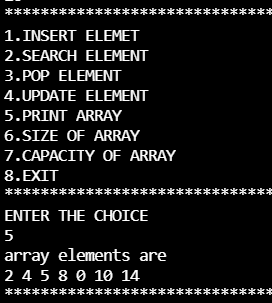 ******************************
1.INSERT ELEMET
2.SEARCH ELEMENT
3.POP ELEMENT
4.UPDATE ELEMENT
5.PRINT ARRAY
6.SIZE OF ARRAY
7.CAPACITY OF ARRAY
8.EXIT
******************************
ENTER THE CHOICE
5
array elements are
2 4 5 8 0 10 14
******************************